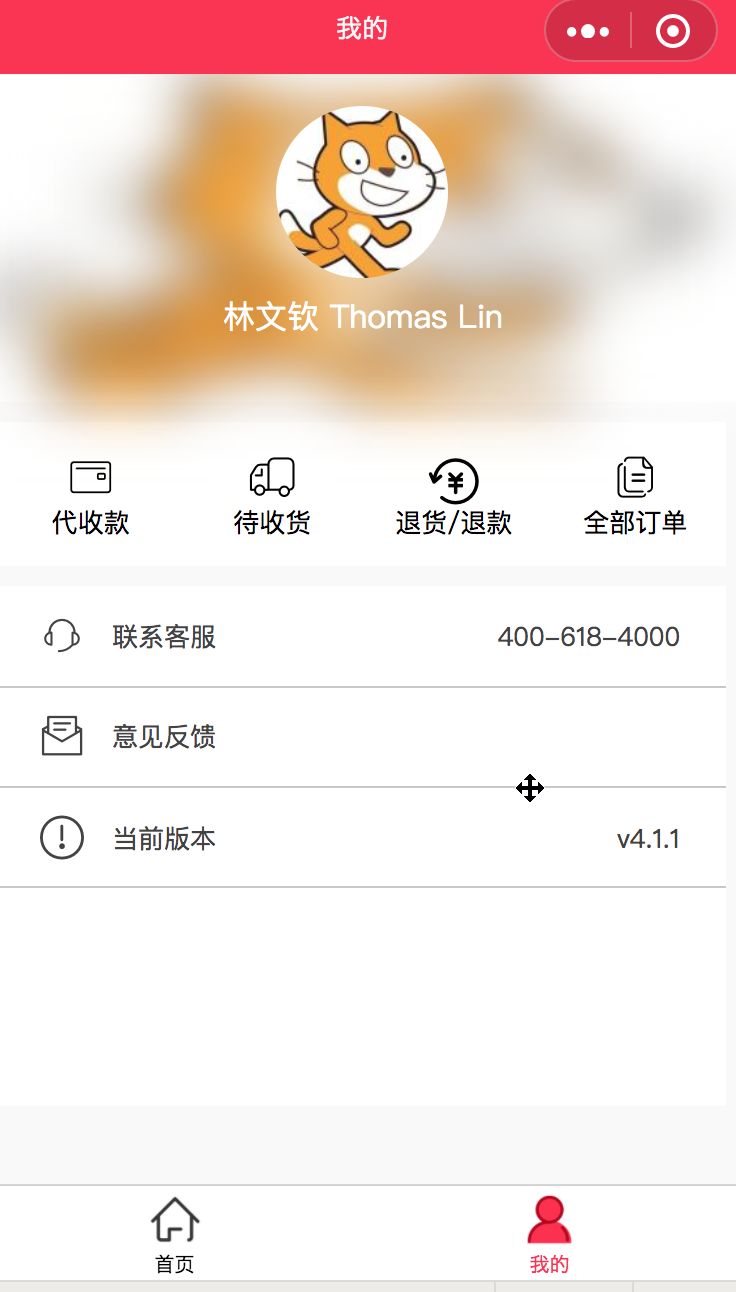 我的
林文钦 Thomas Lin
代收款
待收货
退货/退款
全部订单
联系客服
400-618-4000
意见反馈
当前版本
v4.1.1
首页
我的